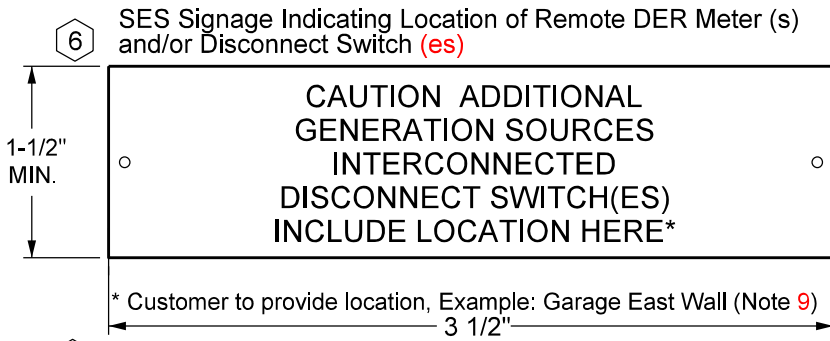 6
SES Signage Indicating Location of Remote DER Meter (s)
and/or Disconnect Switch (es)
CAUTION  ADDITIONAL
GENERATION SOURCES
INTERCONNECTED
DISCONNECT SWITCH(ES)
INCLUDE LOCATION HERE*
1-1/2"
MIN.
* Customer to provide location, Example: Garage East Wall (Note 9)
3 1/2"